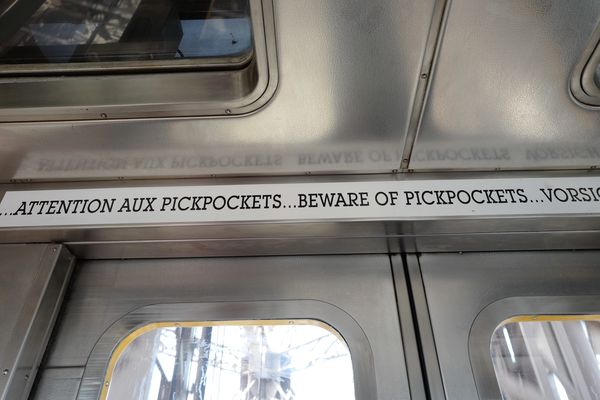 ...ATTENTION AUX PICKPOCKETS...BEWARE OF PICKPOCKETS...